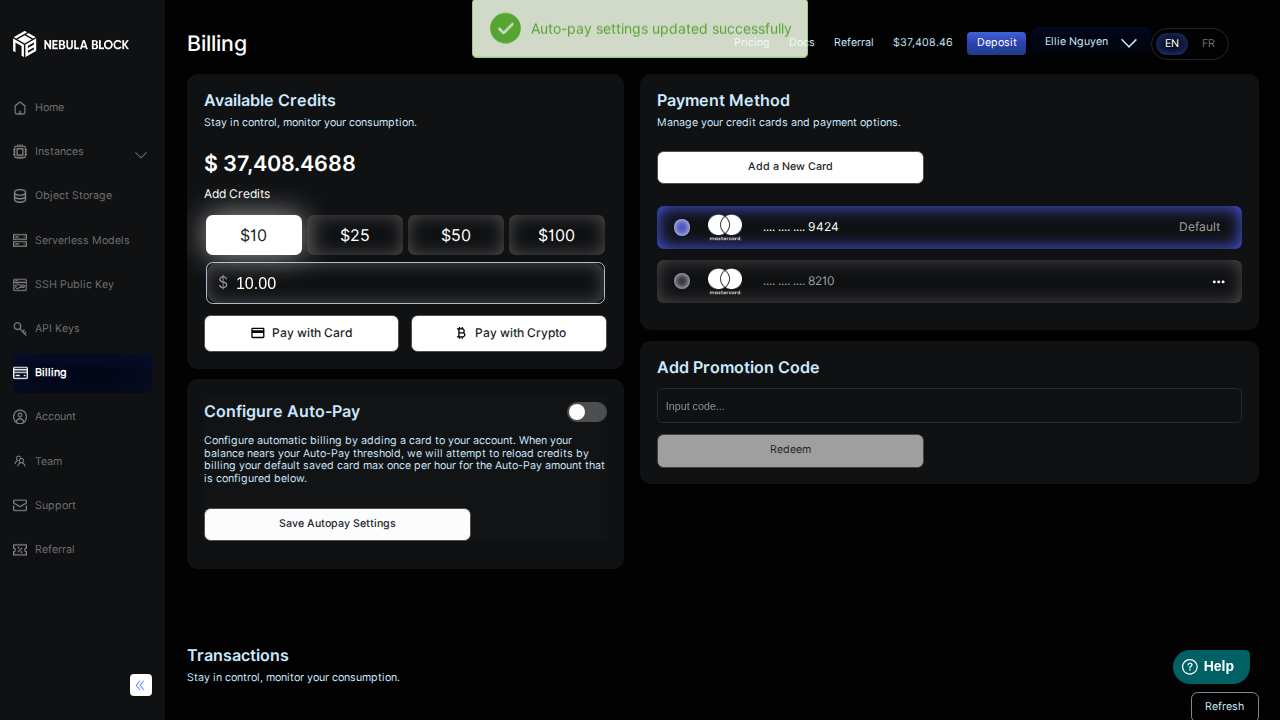 NEBULA BLOCK
Home
Instances
Object Storage
Serverless Models
SSH Public Key
API Keys
Billing
Account
Team
Support
Referral
Billing
Auto-pay settings updated successfully
Pricing
Docs
Referral
$37,408.46
Deposit
Ellie Nguyen
EN
FR
Available Credits
Stay in control, monitor your consumption.
$ 37,408.4688
Add Credits
$10
$25
$50
$100
$ 10.00
Pay with Card
Pay with Crypto
Configure Auto-Pay
Configure automatic billing by adding a card to your account. When your
balance nears your Auto-Pay threshold, we will attempt to reload credits by
billing your default saved card max once per hour for the Auto-Pay amount that
is configured below.
Save Autopay Settings
Payment Method
Manage your credit cards and payment options.
Add a New Card
mastercard
.... .... .... 9424
Default
mastercard
.... .... .... 8210
Add Promotion Code
Input code...
Redeem
Transactions
Stay in control, monitor your consumption.
Help
Refresh